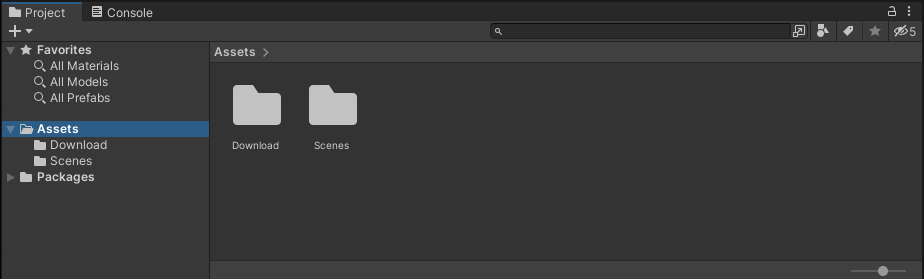 Project Console
5
Favorites
All Materials
All Models
All Prefabs
Assets
Download
Scenes
Packages
Assets
Download Scenes